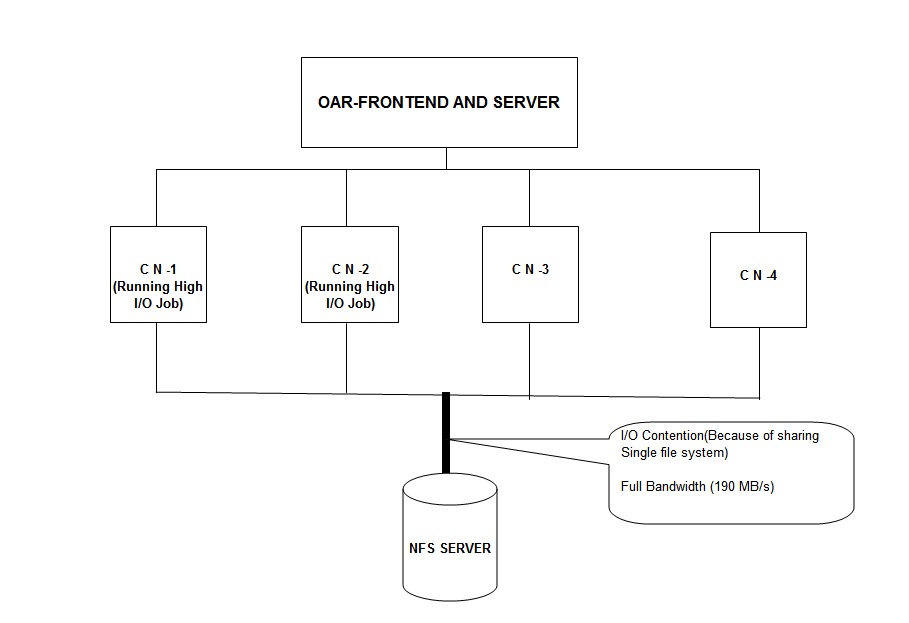 OAR-FRONTEND AND SERVER
C N -1
(Running High
I/O Job)
C N -2
(Running High
I/O Job)
C N -3
C N -4
I/O Contention(Because of sharing
Single file system)
Full Bandwidth (190 MB/s)
NFS SERVER